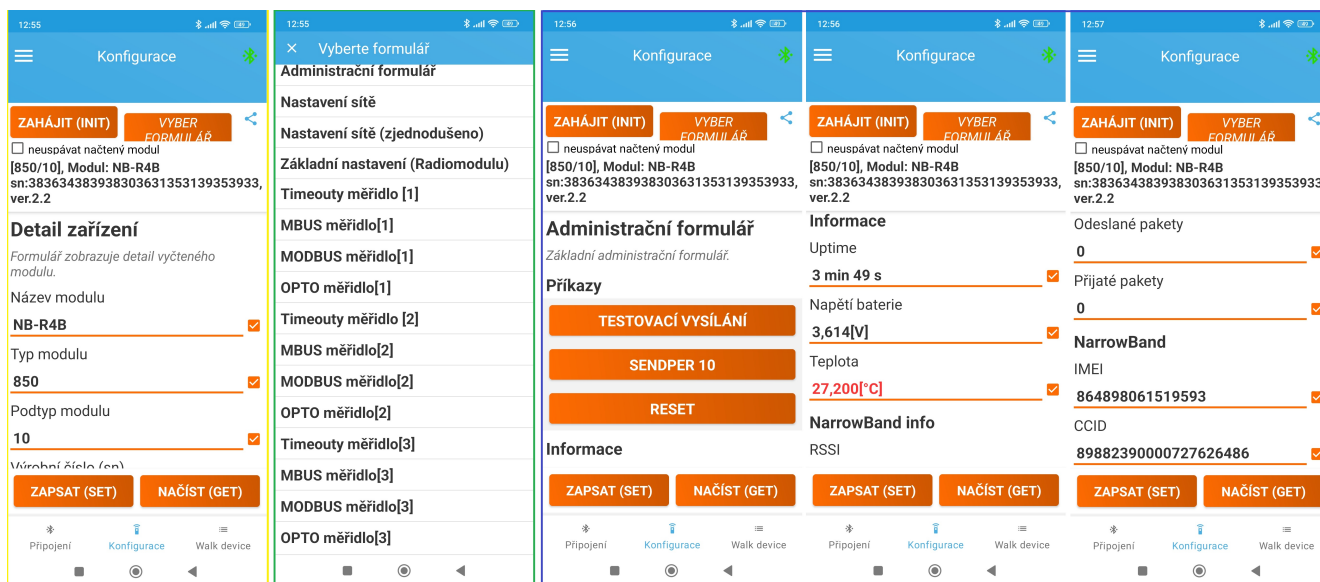 12:55
Konfigurace
ZAHÁJIT (INIT)
VYBER
FORMULÁŘ
neuspávat načtený modul
[850/10], Modul: NB-R4B
sn:38363438393830363135313935 3933,
ver.2.2
Detail zařízení
Formulář zobrazuje detail vyčteného
modulu.
Název modulu
NB-R4B
Typ modulu
850
Podtyp modulu
10
Výrobní číslo (sn)
ZAPSAT (SET)
NAČÍST (GET)
Připojení
Konfigurace
Walk device
12:55
Vyberte formulář
Administrační formulář
Nastavení sítě
Nastavení sítě (zjednodušeno)
Základní nastavení (Radiomodulu)
Timeouty měřidlo [1]
MBUS měřidlo[1]
MODBUS měřidlo[1]
OPTO měřidlo[1]
Timeouty měřidlo [2]
MBUS měřidlo[2]
MODBUS měřidlo[2]
OPTO měřidlo[2]
Timeouty měřidlo[3]
MBUS měřidlo[3]
MODBUS měřidlo[3]
OPTO měřidlo[3]
12:56
Konfigurace
ZAHÁJIT (INIT)
VYBER
FORMULÁŘ
neuspávat načtený modul
[850/10], Modul: NB-R4B
sn:3836343839383036313531393539​33,
ver.2.2
Administrační formulář
Základní administrační formulář.
Příkazy
TESTOVACÍ VYSÍLÁNÍ
SENDPER 10
RESET
Informace
ZAPSAT (SET)
NAČÍST (GET)
Připojení
Konfigurace
Walk device
12:56
Konfigurace
ZAHÁJIT (INIT)
VYBER
FORMULÁŘ
neuspávat načtený modul
[850/10], Modul: NB-R4B
sn:383634383938303631353139353933,
ver.2.2
Informace
Uptime
3 min 49 s
Napětí baterie
3,614[V]
Teplota
27,200[°C]
NarrowBand info
RSSI
ZAPSAT (SET)
NAČÍST (GET)
Připojení
Konfigurace
Walk device
12:57
Konfigurace
ZAHÁJIT (INIT)
VYBER
FORMULÁŘ
neuspávat načtený modul
[850/10], Modul: NB-R4B
sn:383634383938303631353139353933
ver.2.2
Odeslané pakety
0
Přijaté pakety
0
NarrowBand
IMEI
864898061519593
CCID
89882390000727626486
ZAPSAT (SET)
NAČÍST (GET)
Připojení
Konfigurace
Walk device